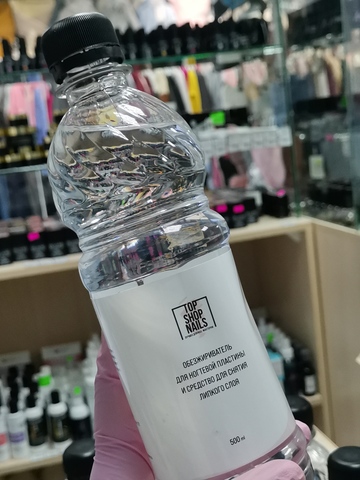 TOP
SHOP
NAILS
ОБЕЗЖИРИВАТЕЛЬ
ДЛЯ НОГТЕВОЙ ПЛАСТИНЫ
И СРЕДСТВО ДЛЯ СНЯТИЯ
ЛИПКОГО СЛОЯ
500 мл